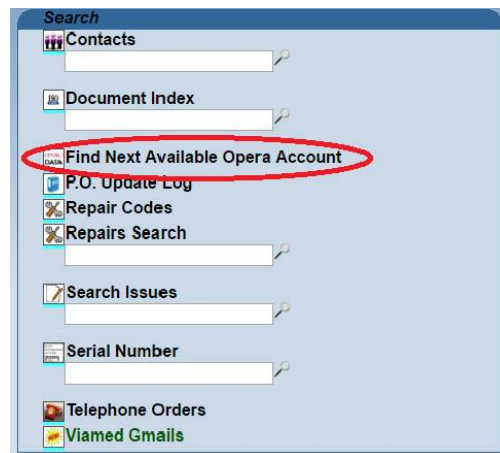 Search
Contacts
Document Index
DATA Find Next Available Opera Account
P.O. Update Log
Repair Codes
Repairs Search
Search Issues
Serial Number
Telephone Orders
Viamed Gmails